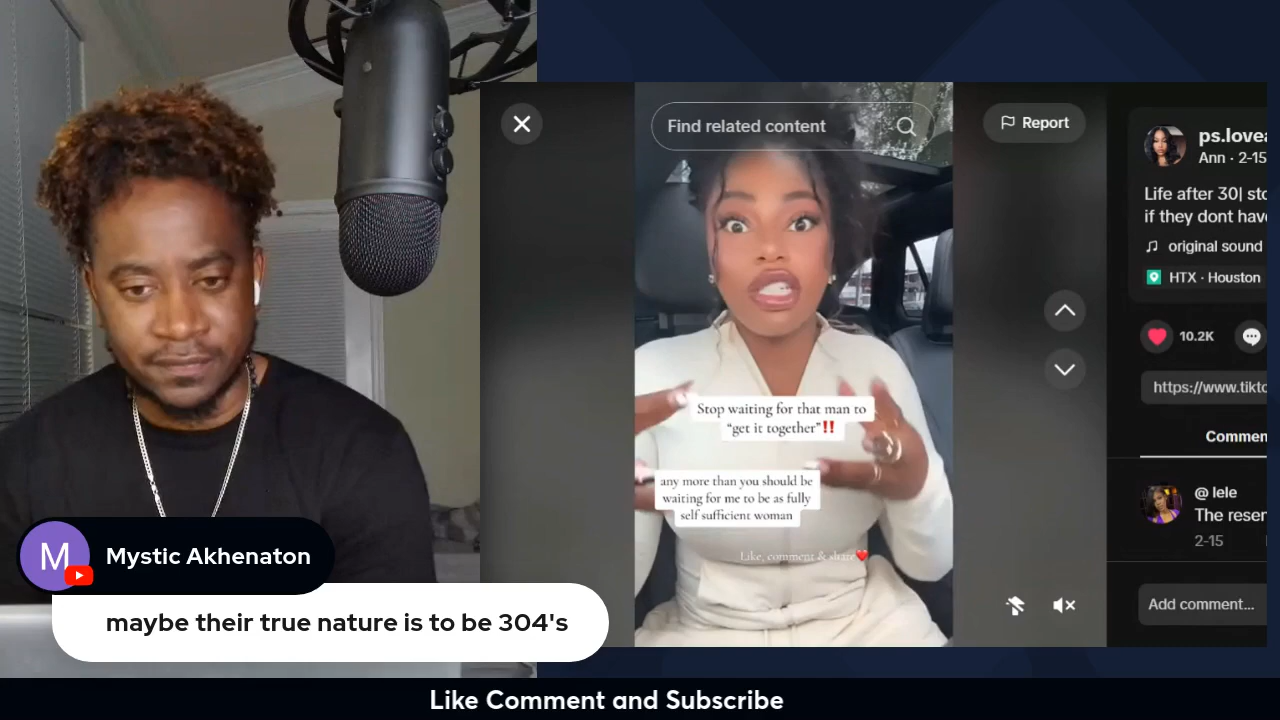 Find related content
Report
ps.lovea
Ann · 2-15
Life after 30| sto
if they dont have
original sound
HTX · Houston
10.2K
https://www.tikto
Commen
@ lele
The resen
2-15
Add comment...
Stop waiting for that man to
“get it together”‼️
any more than you should be
waiting for me to be as fully
self sufficient woman
Like, comment & share❤️
M
Mystic Akhenaton
maybe their true nature is to be 304's
Like Comment and Subscribe